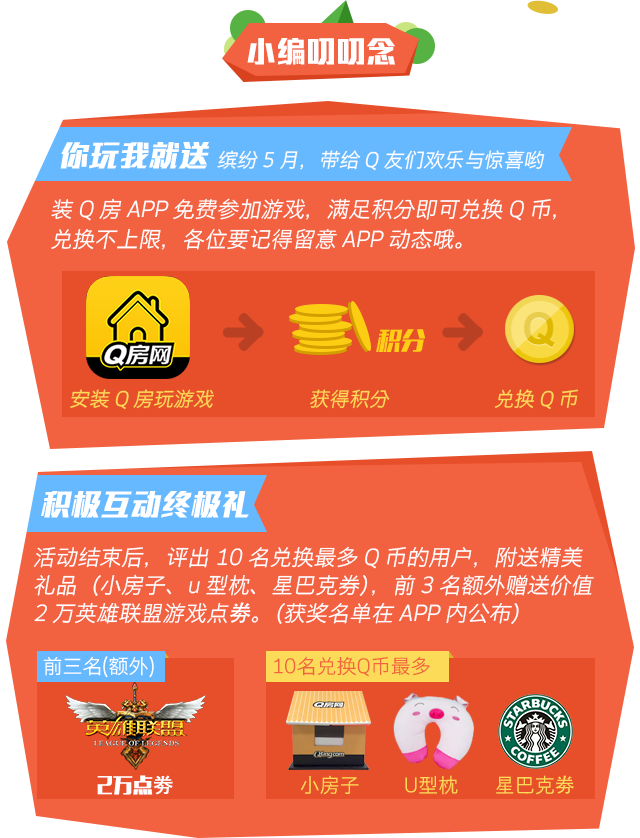 小编叨叨念
你玩我就送 缤纷 5 月，带给 Q 友们欢乐与惊喜哟
装 Q 房 APP 免费参加游戏，满足积分即可兑换 Q 币，
兑换不上限，各位要记得留意 APP 动态哦。
Q房网
积分
Q
安装 Q 房玩游戏
获得积分
兑换 Q 币
积极互动终极礼
活动结束后，评出 10 名兑换最多 Q 币的用户，附送精美
礼品（小房子、u 型枕、星巴克券），前 3 名额外赠送价值
2 万英雄联盟游戏点券。（获奖名单在 APP 内公布）
前三名(额外)
英雄联盟
LEAGUE OF LEGENDS
2万点券
10名兑换Q币最多
Q房网
Qfang.com
小房子
U型枕
STARBUCKS
COFFEE
星巴克券